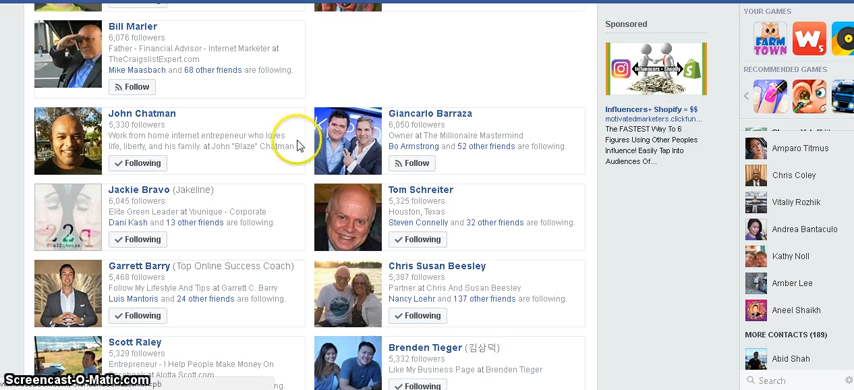 Bill Marler
6,076 followers
Father - Financial Advisor - Internet Marketer at
TheCraigslistExpert.com
Mike Maasbach and 68 other friends are following.
Follow
John Chatman
5,330 followers
Work from home internet entrepeneur who loves
life, liberty, and his family. at John "Blaze" Chatman
Following
Giancarlo Barraza
6,050 followers
Owner at The Millionaire Mastermind
Bo Armstrong and 52 other friends are following.
Follow
Jackie Bravo (Jakeline)
6,045 followers
Elite Green Leader at Younique - Corporate
Dani Kash and 13 other friends are following.
Following
Tom Schreiter
5,325 followers
Houston, Texas
Steven Connelly and 32 other friends are following.
Following
Garrett Barry (Top Online Success Coach)
5,468 followers
Follow My Lifestyle And Tips at Garrett C. Barry
Luis Mantoris and 24 other friends are following.
Following
Chris Susan Beesley
5,387 followers
Partner at Chris And Susan Beesley
Nancy Loehr and 137 other friends are following.
Following
Scott Raley
5,329 followers
Entrepreneur - I Help People Make Money On
Brenden Tieger (김상덕)
5,332 followers
Like My Business Page at Brenden Tieger
Following
Sponsored
Influencers+ Shopify = $$
motivatedmarketers.clickfun...
The FASTEST Way To 6
Figures Using Other Peoples
Influence! Easily Tap Into
Audiences Of...
YOUR GAMES
FARM
TOWN
W5
RECOMMENDED GAMES
Amparo Titmus
Chris Coley
Vitaliy Rozhik
Andrea Bantaculo
Kathy Noll
Amber Lee
Aneel Shaikh
MORE CONTACTS (189)
Abid Shah
Search
Screencast-O-Matic.com